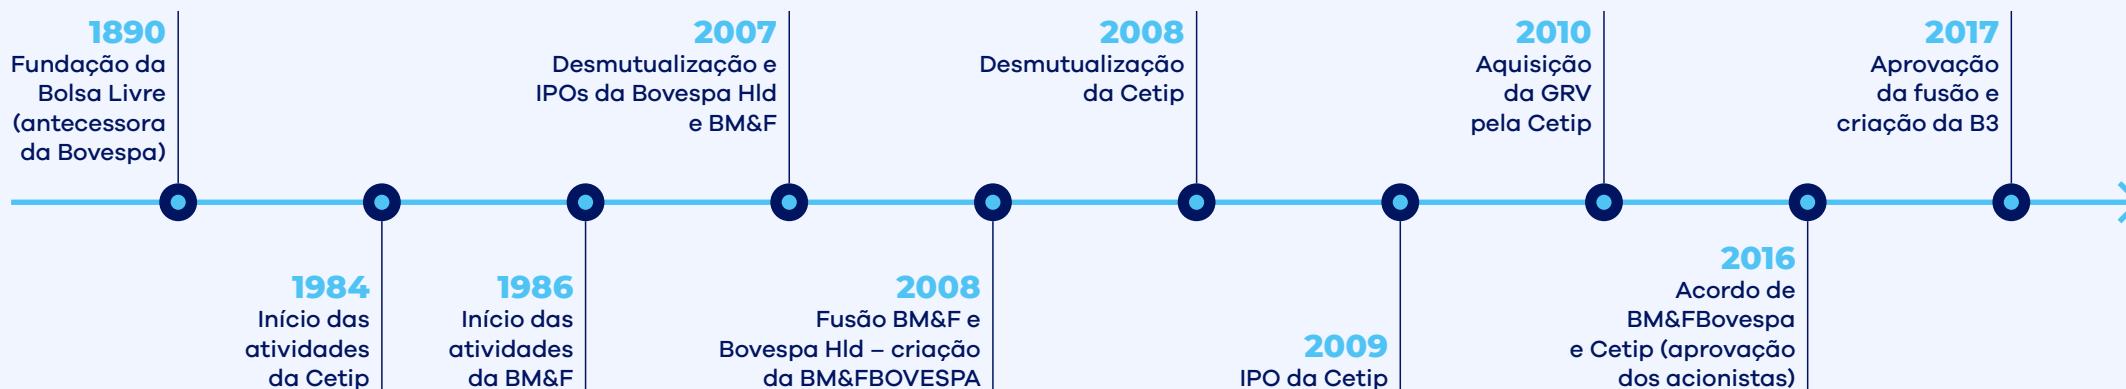 1890
Fundação da
Bolsa Livre
(antecessora
da Bovespa)
1984
Início das
atividades
da Cetip
1986
Início das
atividades
da BM&F
2007
Desmutualização e
IPOs da Bovespa Hld
e BM&F
2008
Fusão BM&F e
Bovespa Hld – criação
da BM&FBOVESPA
2008
Desmutualização
da Cetip
2009
IPO da Cetip
2010
Aquisição
da GRV
pela Cetip
2016
Acordo de
BM&FBovespa
e Cetip (aprovação
dos acionistas)
2017
Aprovação
da fusão e
criação da B3